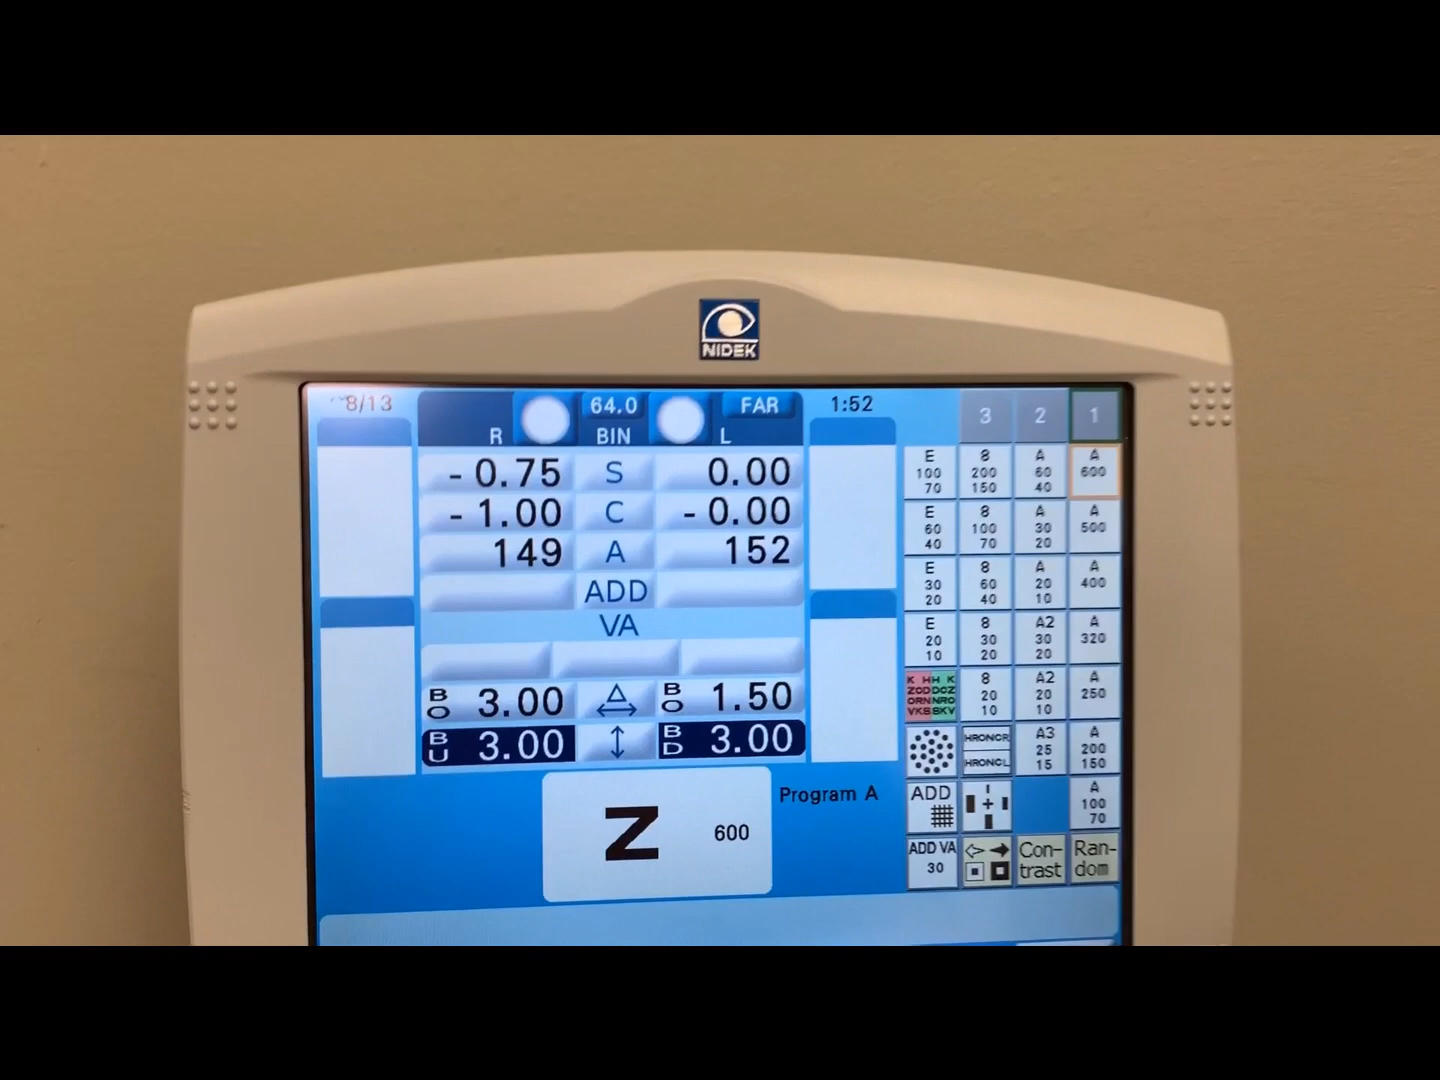 NIDEK
8/13
64.0
FAR
1:52
R
BIN
L
3
2
1
- 0.75
S
0.00
- 1.00
C
- 0.00
149
A
152
ADD
VA
BO 3.00
BO 1.50
BU 3.00
BD 3.00
Z
600
Program A
E 100 70
8 200 150
A 60 40
A 600
E 60 40
8 100 70
A 30 20
A 500
E 30 20
8 60 40
A 20 10
A 400
E 20 10
8 30 20
A2 30 20
A 320
8 20 10
A2 20 10
A 250
HRONCR
HRONCL
A3 25 15
A 200 150
ADD
A 100 70
ADD VA 30
Con-
trast
Ran-
dom